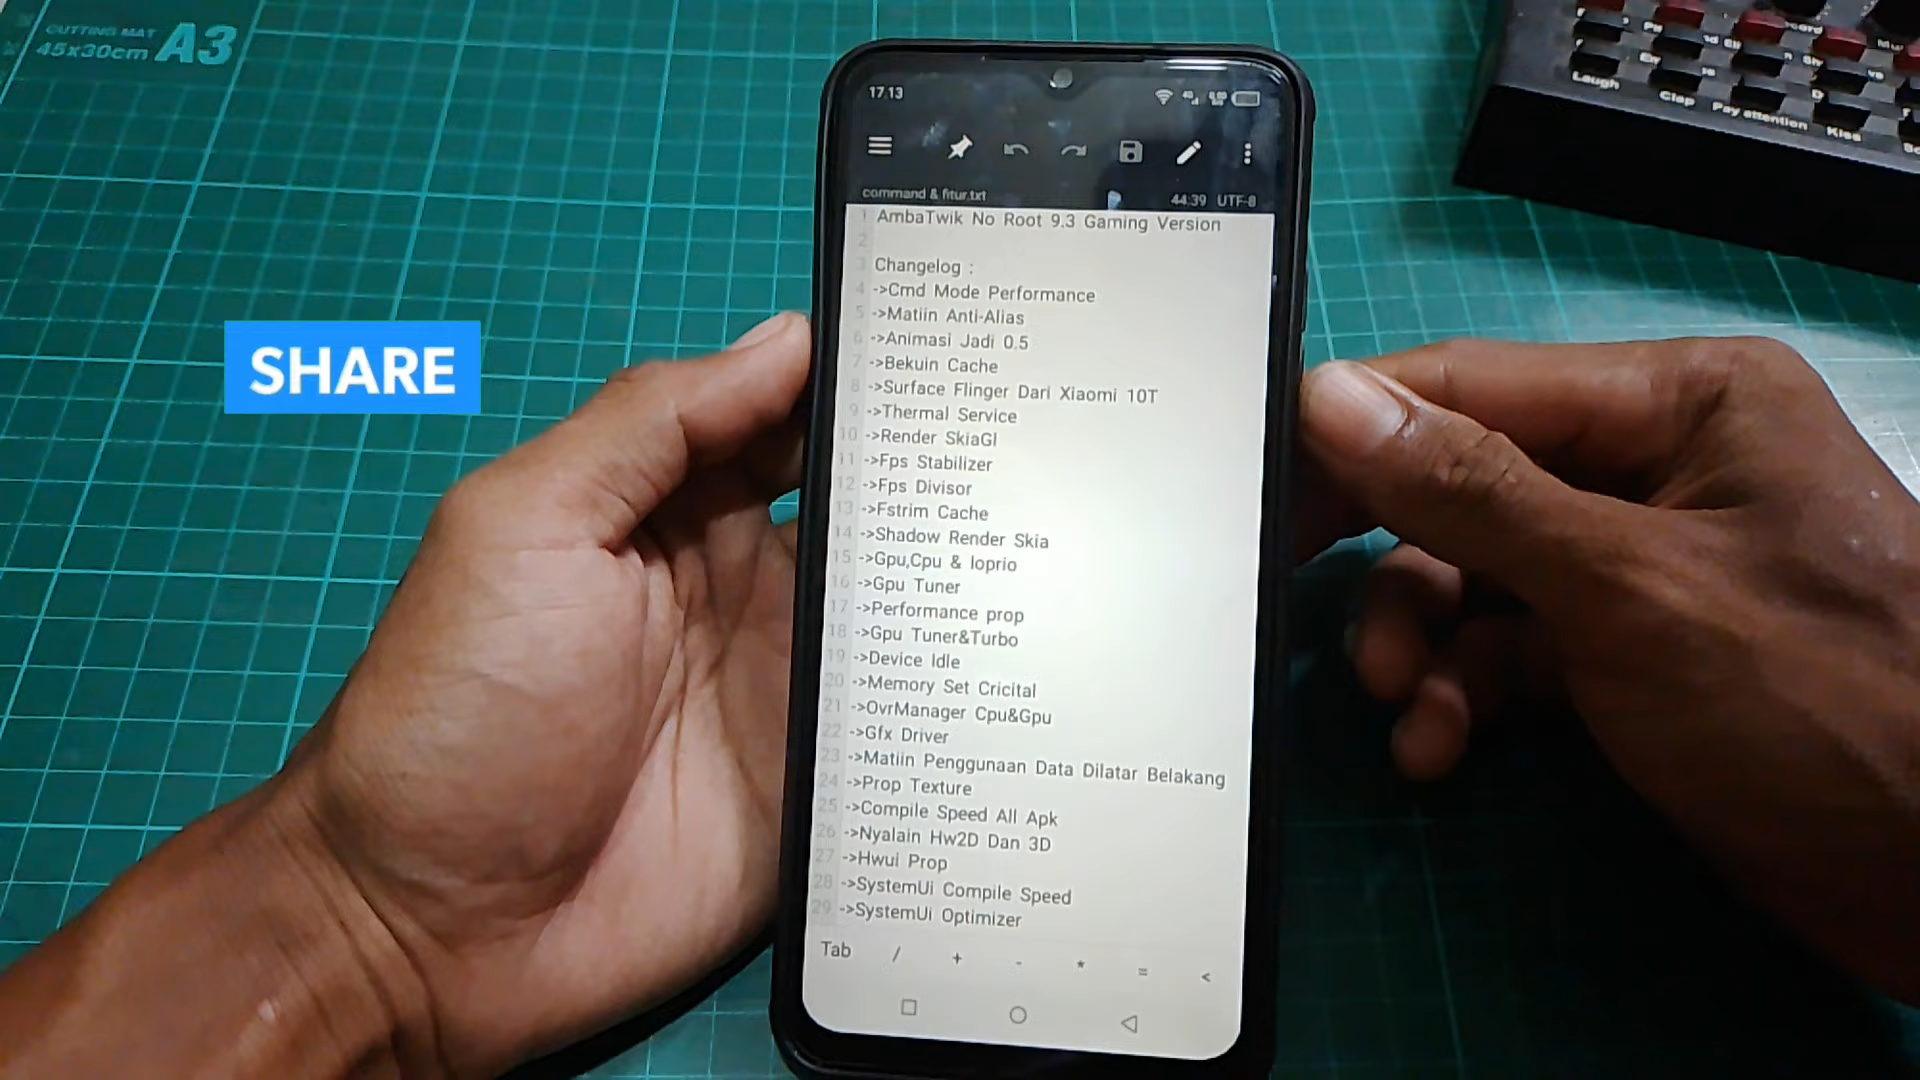 CUTTING MAT A3
45x30cm
SHARE
17.13
command & fitur.txt
44:39 UTF-8
1 AmbaTwik No Root 9.3 Gaming Version
2
3 Changelog :
4 ->Cmd Mode Performance
5 ->Matiin Anti-Alias
6 ->Animasi Jadi 0.5
7 ->Bekuin Cache
8 ->Surface Flinger Dari Xiaomi 10T
9 ->Thermal Service
10 ->Render SkiaGl
11 ->Fps Stabilizer
12 ->Fps Divisor
13 ->Fstrim Cache
14 ->Shadow Render Skia
15 ->Gpu,Cpu & Ioprio
16 ->Gpu Tuner
17 ->Performance prop
18 ->Gpu Tuner&Turbo
19 ->Device Idle
20 ->Memory Set Cricital
21 ->OvrManager Cpu&Gpu
22 ->Gfx Driver
23 ->Matiin Penggunaan Data Dilatar Belakang
24 ->Prop Texture
25 ->Compile Speed All Apk
26 ->Nyalain Hw2D Dan 3D
27 ->Hwui Prop
28 ->SystemUi Compile Speed
29 ->SystemUi Optimizer
Tab / + - * = <
Laugh
Clap
Pay attention
Kiss